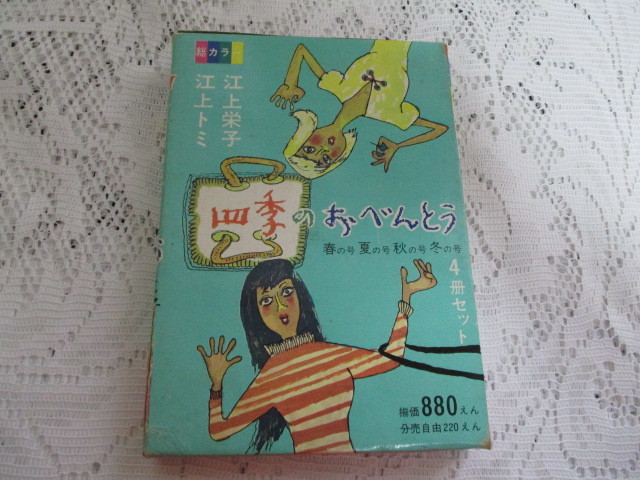 総カラー
江上栄子
江上トミ
四季のおべんとう
春の号 夏の号 秋の号 冬の号
4冊セット
揃価880えん
分売自由220えん